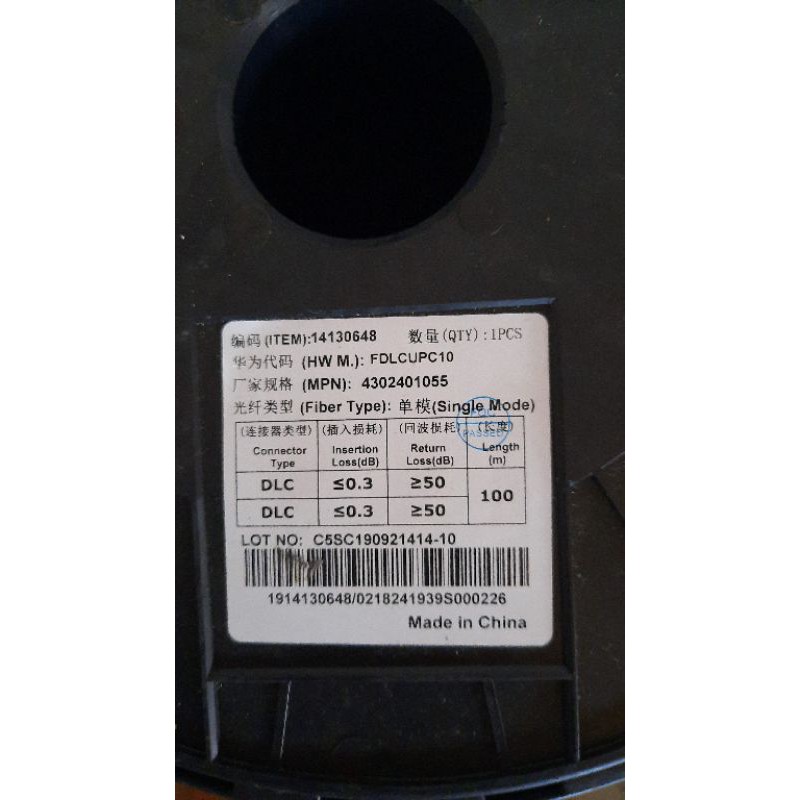 编码(ITEM):14130648 数量(QTY):1PCS
华为代码 (HW M.): FDLCUPC10
厂家规格 (MPN): 4302401055
光纤类型 (Fiber Type): 单模(Single Mode)
(连接器类型) (插入损耗) (回波损耗) (长度)
Connector Type Insertion Loss(dB) Return Loss(dB) Length (m)
DLC ≤0.3 ≥50 100
DLC ≤0.3 ≥50
LOT NO: C5SC190921414-10
1914130648/0218241939S000226
Made in China
PASSED